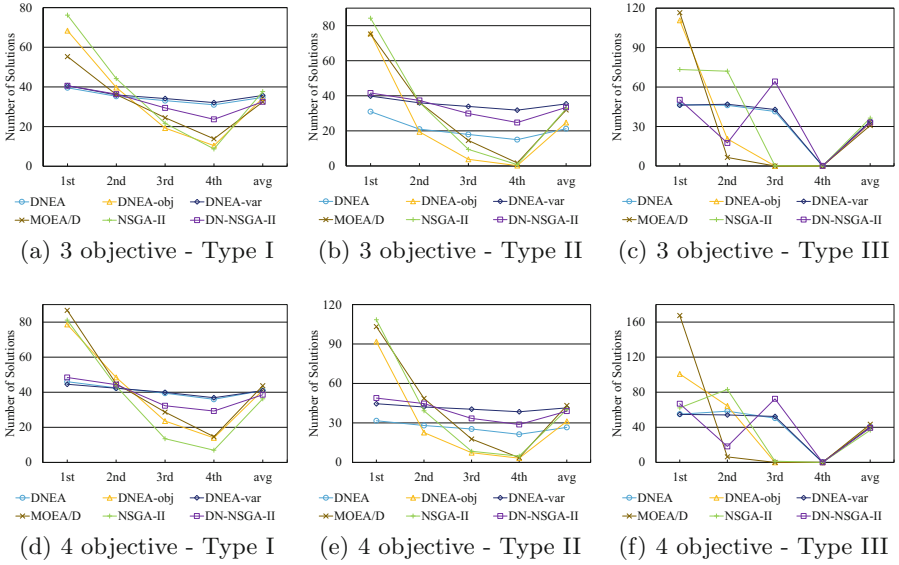 80
60
40
20
0
Number of Solutions
1st 2nd 3rd 4th avg
DNEA DNEA-obj DNEA-var
MOEA/D NSGA-II DN-NSGA-II
(a) 3 objective - Type I
100
80
60
40
20
0
Number of Solutions
1st 2nd 3rd 4th avg
DNEA DNEA-obj DNEA-var
MOEA/D NSGA-II DN-NSGA-II
(b) 3 objective - Type II
120
90
60
30
0
Number of Solutions
1st 2nd 3rd 4th avg
DNEA DNEA-obj DNEA-var
MOEA/D NSGA-II DN-NSGA-II
(c) 3 objective - Type III
80
60
40
20
0
Number of Solutions
1st 2nd 3rd 4th avg
DNEA DNEA-obj DNEA-var
MOEA/D NSGA-II DN-NSGA-II
(d) 4 objective - Type I
120
90
60
30
0
Number of Solutions
1st 2nd 3rd 4th avg
DNEA DNEA-obj DNEA-var
MOEA/D NSGA-II DN-NSGA-II
(e) 4 objective - Type II
160
120
80
40
0
Number of Solutions
1st 2nd 3rd 4th avg
DNEA DNEA-obj DNEA-var
MOEA/D NSGA-II DN-NSGA-II
(f) 4 objective - Type III